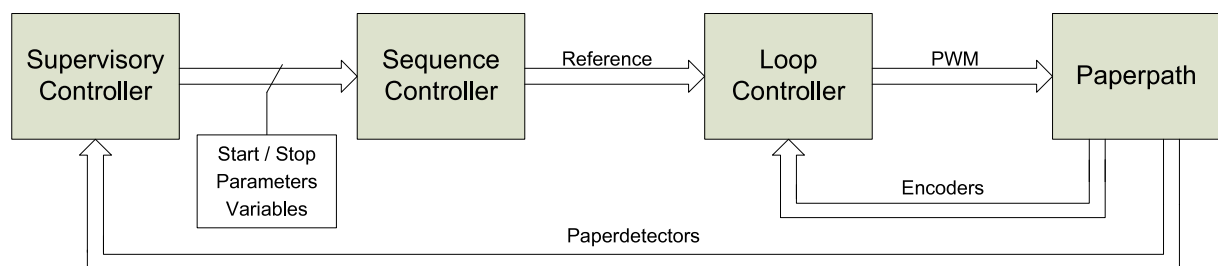 Supervisory
Controller
Sequence
Controller
Loop
Controller
Paperpath
Reference
PWM
Start / Stop
Parameters
Variables
Encoders
Paperdetectors